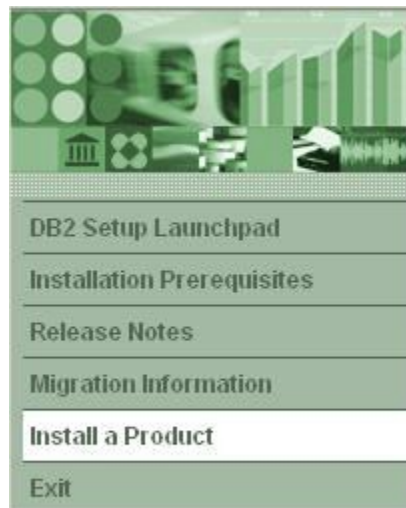 DB2 Setup Launchpad
Installation Prerequisites
Release Notes
Migration Information
Install a Product
Exit